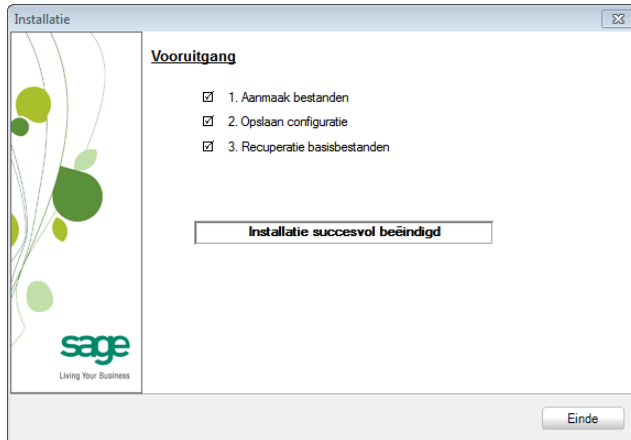 Installatie
Vooruitgang
1. Aanmaak bestanden
2. Opslaan configuratie
3. Recuperatie basisbestanden
Installatie succesvol beëindigd
sage
Living Your Business
Einde